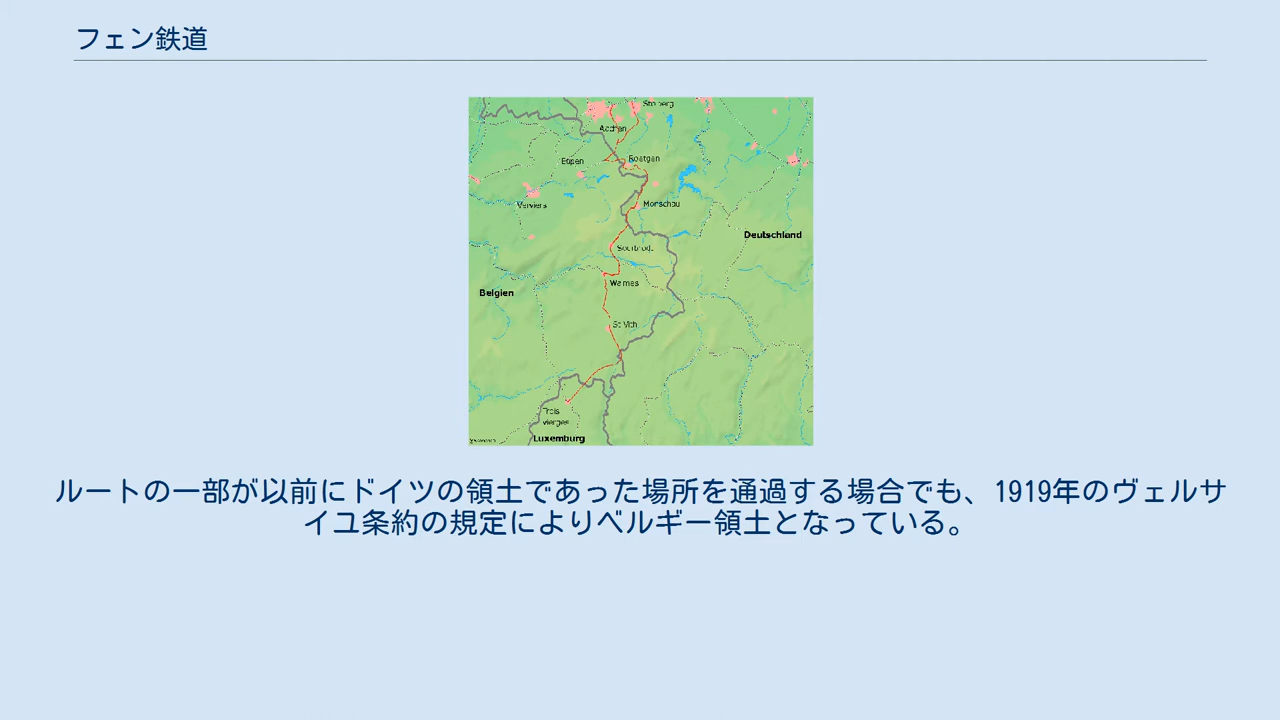 フェン鉄道
Stolberg
Aachen
Eupen
Roetgen
Verviers
Monschau
Deutschland
Sourbrodt
Belgien
Waimes
St.Vith
Trois
vierges
Luxemburg
ルートの一部が以前にドイツの領土であった場所を通過する場合でも、1919年のヴェルサ
イユ条約の規定によりベルギー領土となっている。